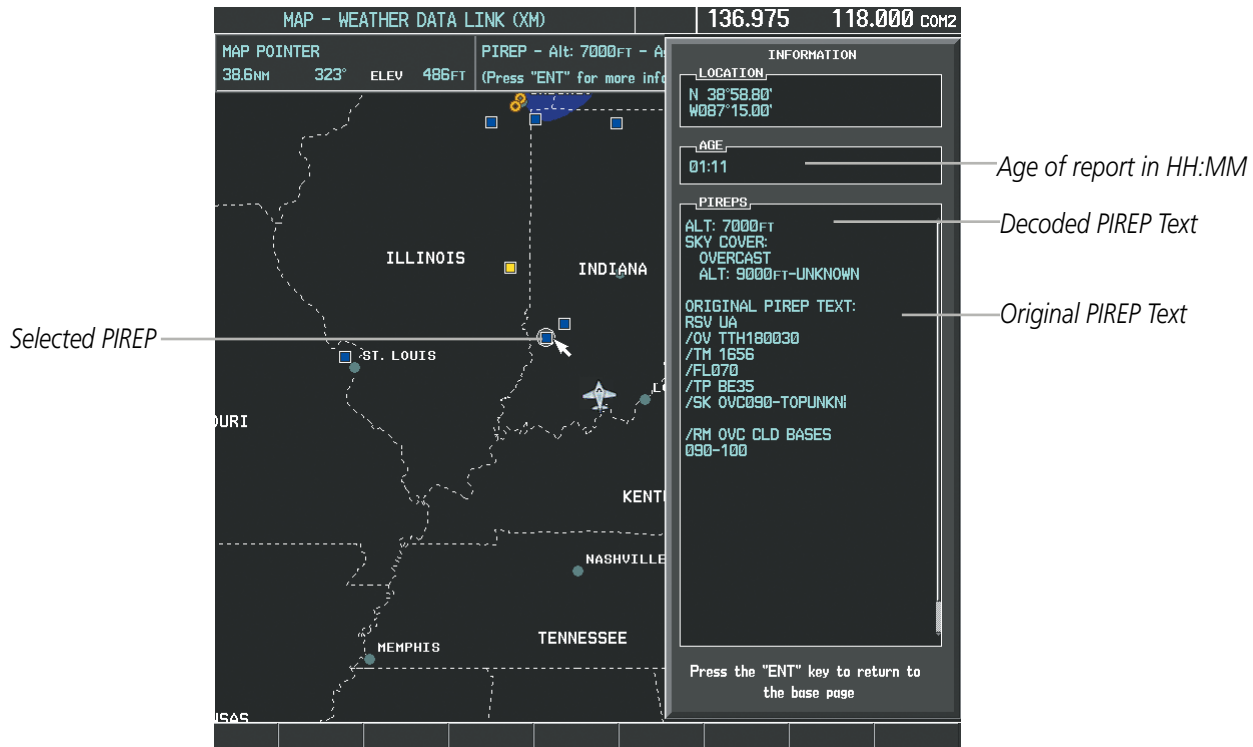 MAP - WEATHER DATA LINK (XM)
136.975 118.000 COM2
MAP POINTER
38.6NM 323° ELEV 486FT
PIREP - Alt: 7000FT - A
(Press "ENT" for more info
INFORMATION
LOCATION
N 38°58.80'
W087°15.00'
AGE
01:11
Age of report in HH:MM
PIREPS
ALT: 7000FT
SKY COVER:
OVERCAST
ALT: 9000FT-UNKNOWN
Decoded PIREP Text
ORIGINAL PIREP TEXT:
RSV UA
/OV TTH180030
/TM 1656
/FL070
/TP BE35
/SK OVC090-TOPUNKN
/RM OVC CLD BASES
090-100
Original PIREP Text
Press the "ENT" key to return to
the base page
ILLINOIS
INDIANA
Selected PIREP
ST. LOUIS
LO
OURI
KENT
NASHVILLE
TENNESSEE
MEMPHIS
NSAS